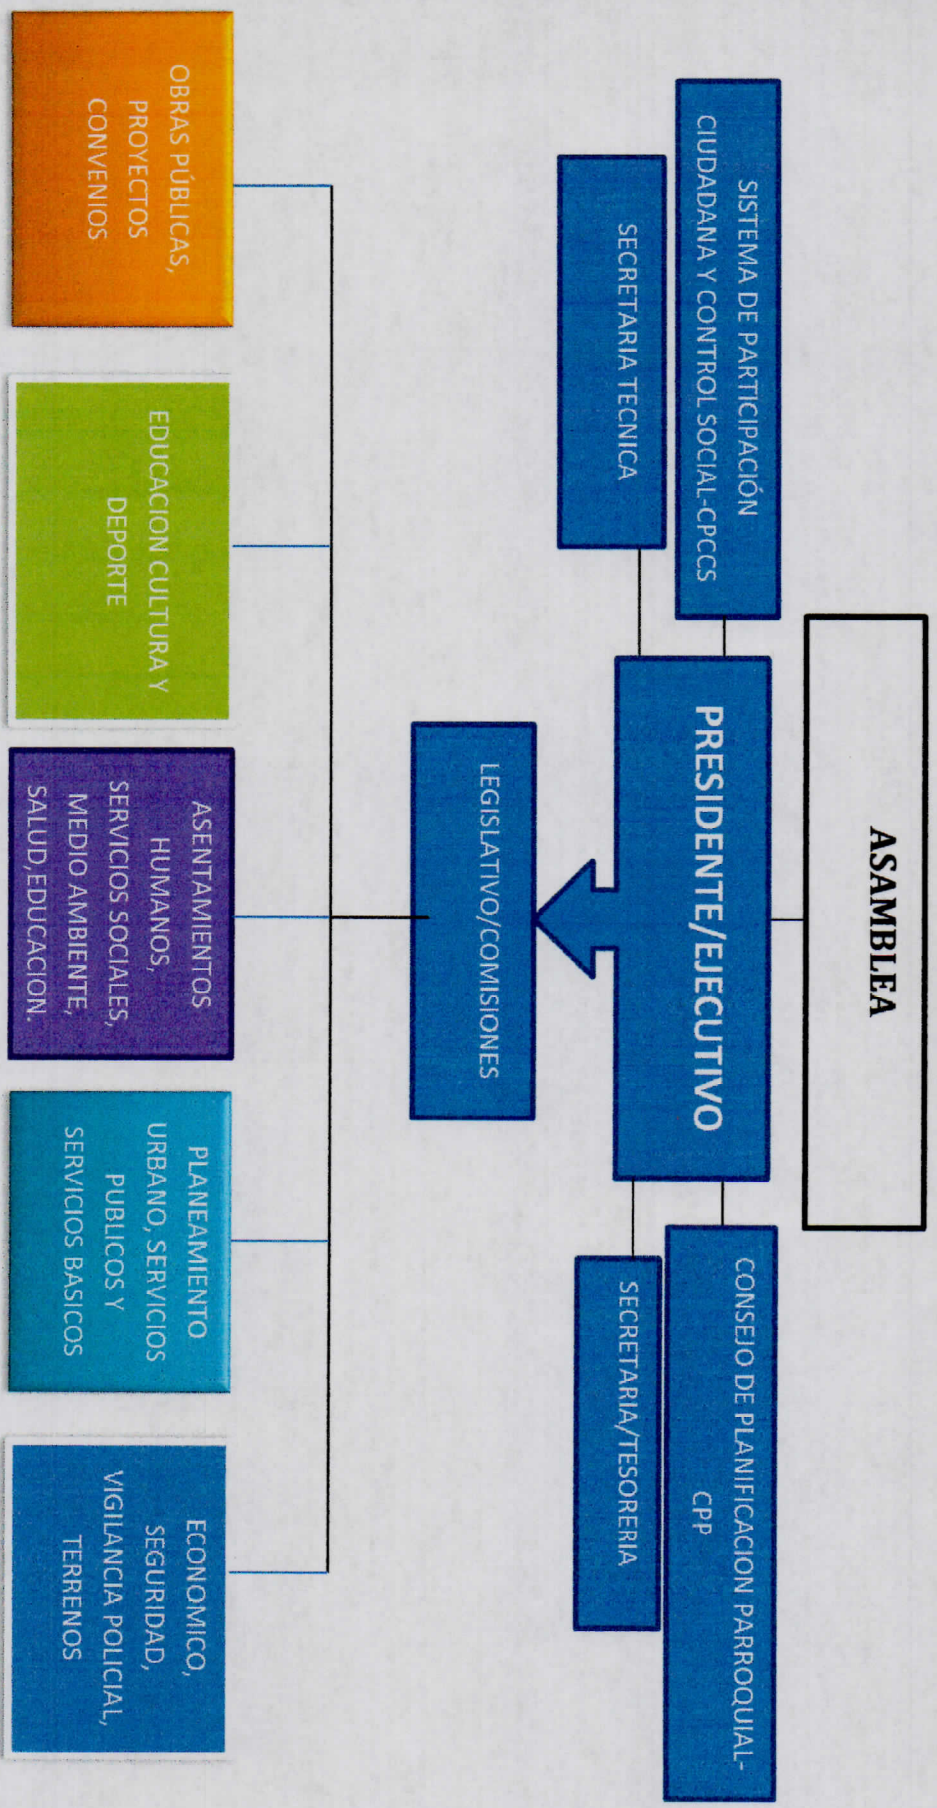 ASAMBLEA
SISTEMA DE PARTICIPACIÓN
CIUDADANA Y CONTROL SOCIAL-CPCCS
PRESIDENTE/EJECUTIVO
CONSEJO DE PLANIFICACION PARROQUIAL-
CPP
SECRETARIA TECNICA
SECRETARIA/TESORERIA
LEGISLATIVO/COMISIONES
OBRAS PÚBLICAS,
PROYECTOS
CONVENIOS
EDUCACION CULTURA Y
DEPORTE
ASENTAMIENTOS
HUMANOS,
SERVICIOS SOCIALES,
MEDIO AMBIENTE,
SALUD,EDUCACION.
PLANEAMIENTO
URBANO, SERVICIOS
PUBLICOS Y
SERVICIOS BASICOS
ECONOMICO,
SEGURIDAD,
VIGILANCIA POLICIAL,
TERRENOS